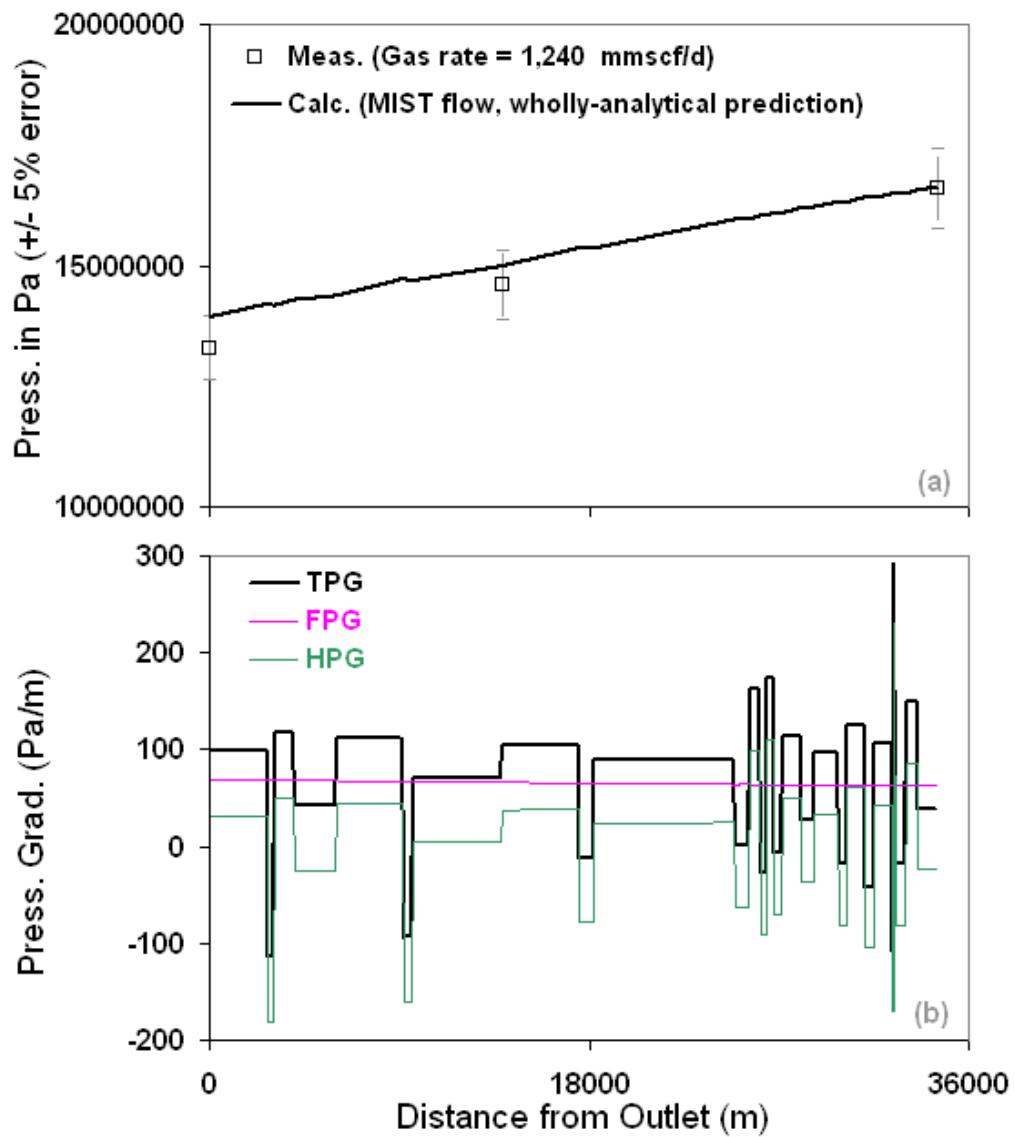 20000000
Meas. (Gas rate = 1,240 mmscf/d)
Calc. (MIST flow, wholly-analytical prediction)
Press. in Pa (+/- 5% error)
15000000
(a)
10000000
300
TPG
FPG
200
HPG
Press. Grad. (Pa/m)
100
0
-100
(b)
-200
0 18000 36000
Distance from Outlet (m)